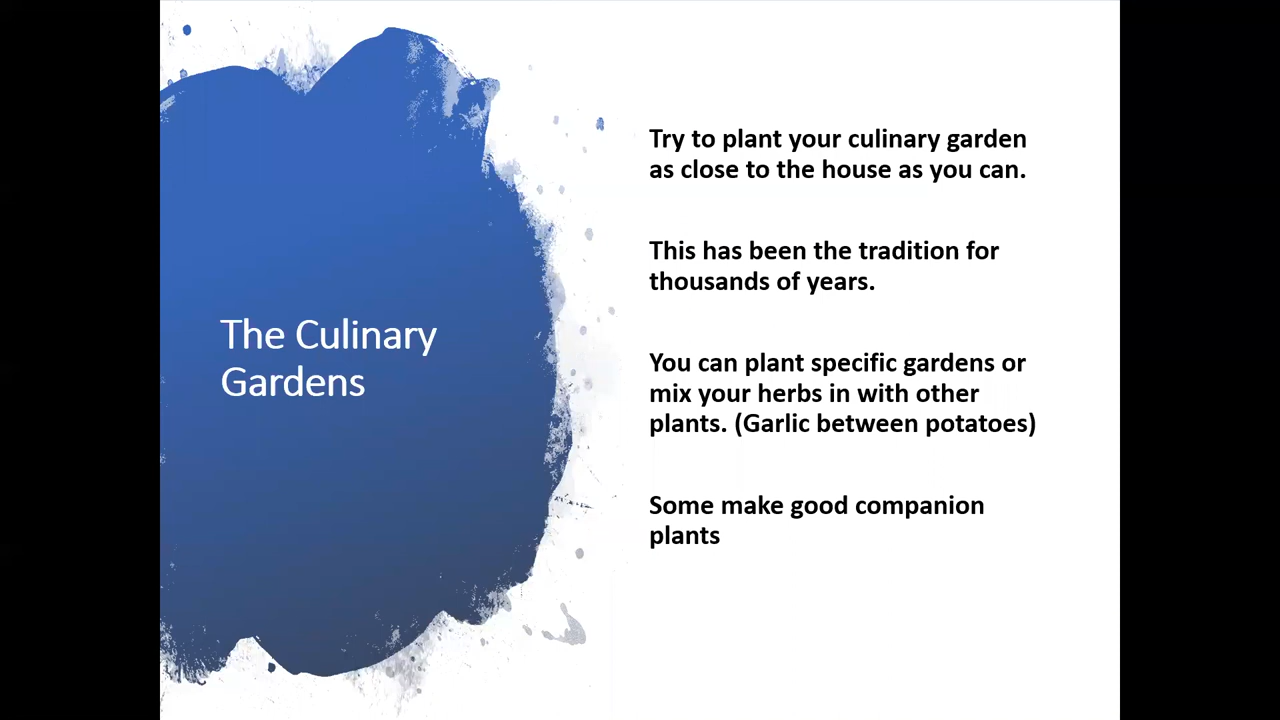 The Culinary
Gardens
Try to plant your culinary garden
as close to the house as you can.
This has been the tradition for
thousands of years.
You can plant specific gardens or
mix your herbs in with other
plants. (Garlic between potatoes)
Some make good companion
plants